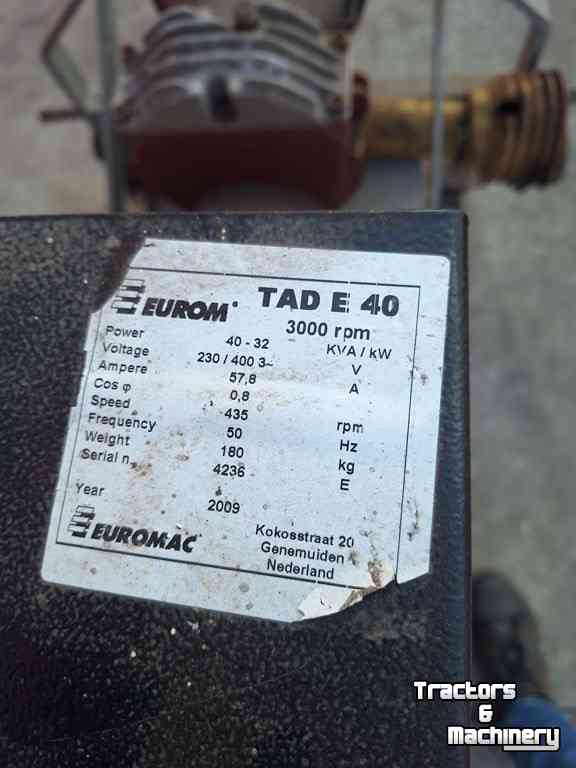 EUROM TAD E 40
3000 rpm
Power 40 - 32 KVA / kW
Voltage 230 / 400 3~ V
Ampere 57,8 A
Cos φ 0,8
Speed 435 rpm
Frequency 50 Hz
Weight 180 kg
Serial n. 4236 E
Year 2009
EUROMAC Kokosstraat 20
Genemuiden
Nederland
Tractors
&
Machinery